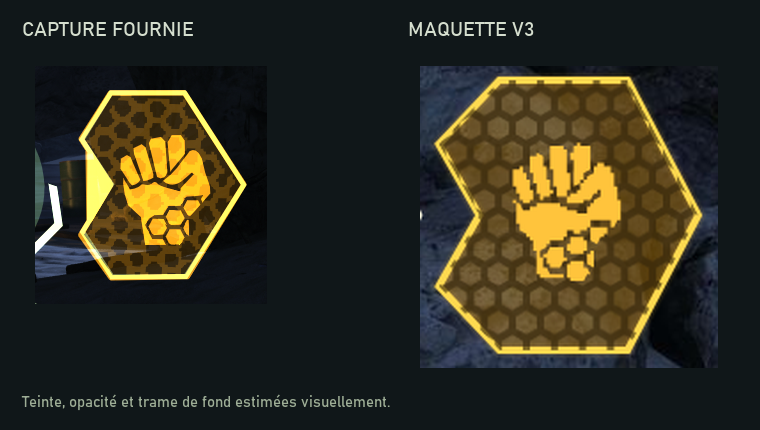 CAPTURE FOURNIE
MAQUETTE V3
Teinte, opacité et trame de fond estimées visuellement.